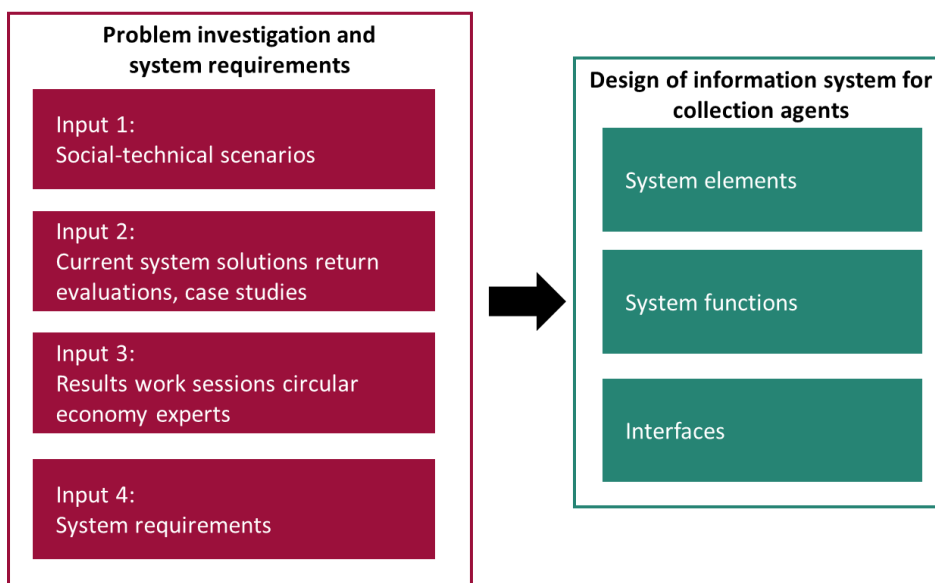 Problem investigation and
system requirements
Input 1:
Social-technical scenarios
Input 2:
Current system solutions return
evaluations, case studies
Input 3:
Results work sessions circular
economy experts
Input 4:
System requirements
Design of information system for
collection agents
System elements
System functions
Interfaces